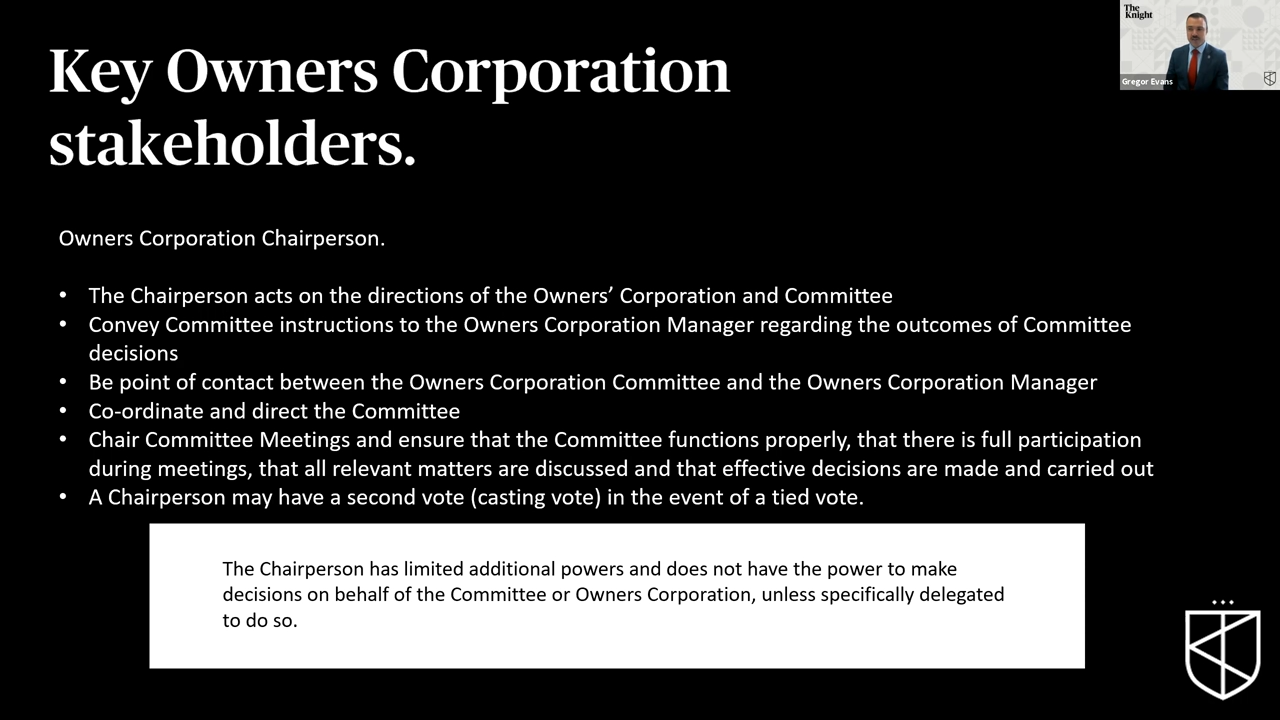 Key Owners Corporation
stakeholders.
The
Knight
Gregor Evans
Owners Corporation Chairperson.
• The Chairperson acts on the directions of the Owners’ Corporation and Committee
• Convey Committee instructions to the Owners Corporation Manager regarding the outcomes of Committee
decisions
• Be point of contact between the Owners Corporation Committee and the Owners Corporation Manager
• Co-ordinate and direct the Committee
• Chair Committee Meetings and ensure that the Committee functions properly, that there is full participation
during meetings, that all relevant matters are discussed and that effective decisions are made and carried out
• A Chairperson may have a second vote (casting vote) in the event of a tied vote.
The Chairperson has limited additional powers and does not have the power to make
decisions on behalf of the Committee or Owners Corporation, unless specifically delegated
to do so.